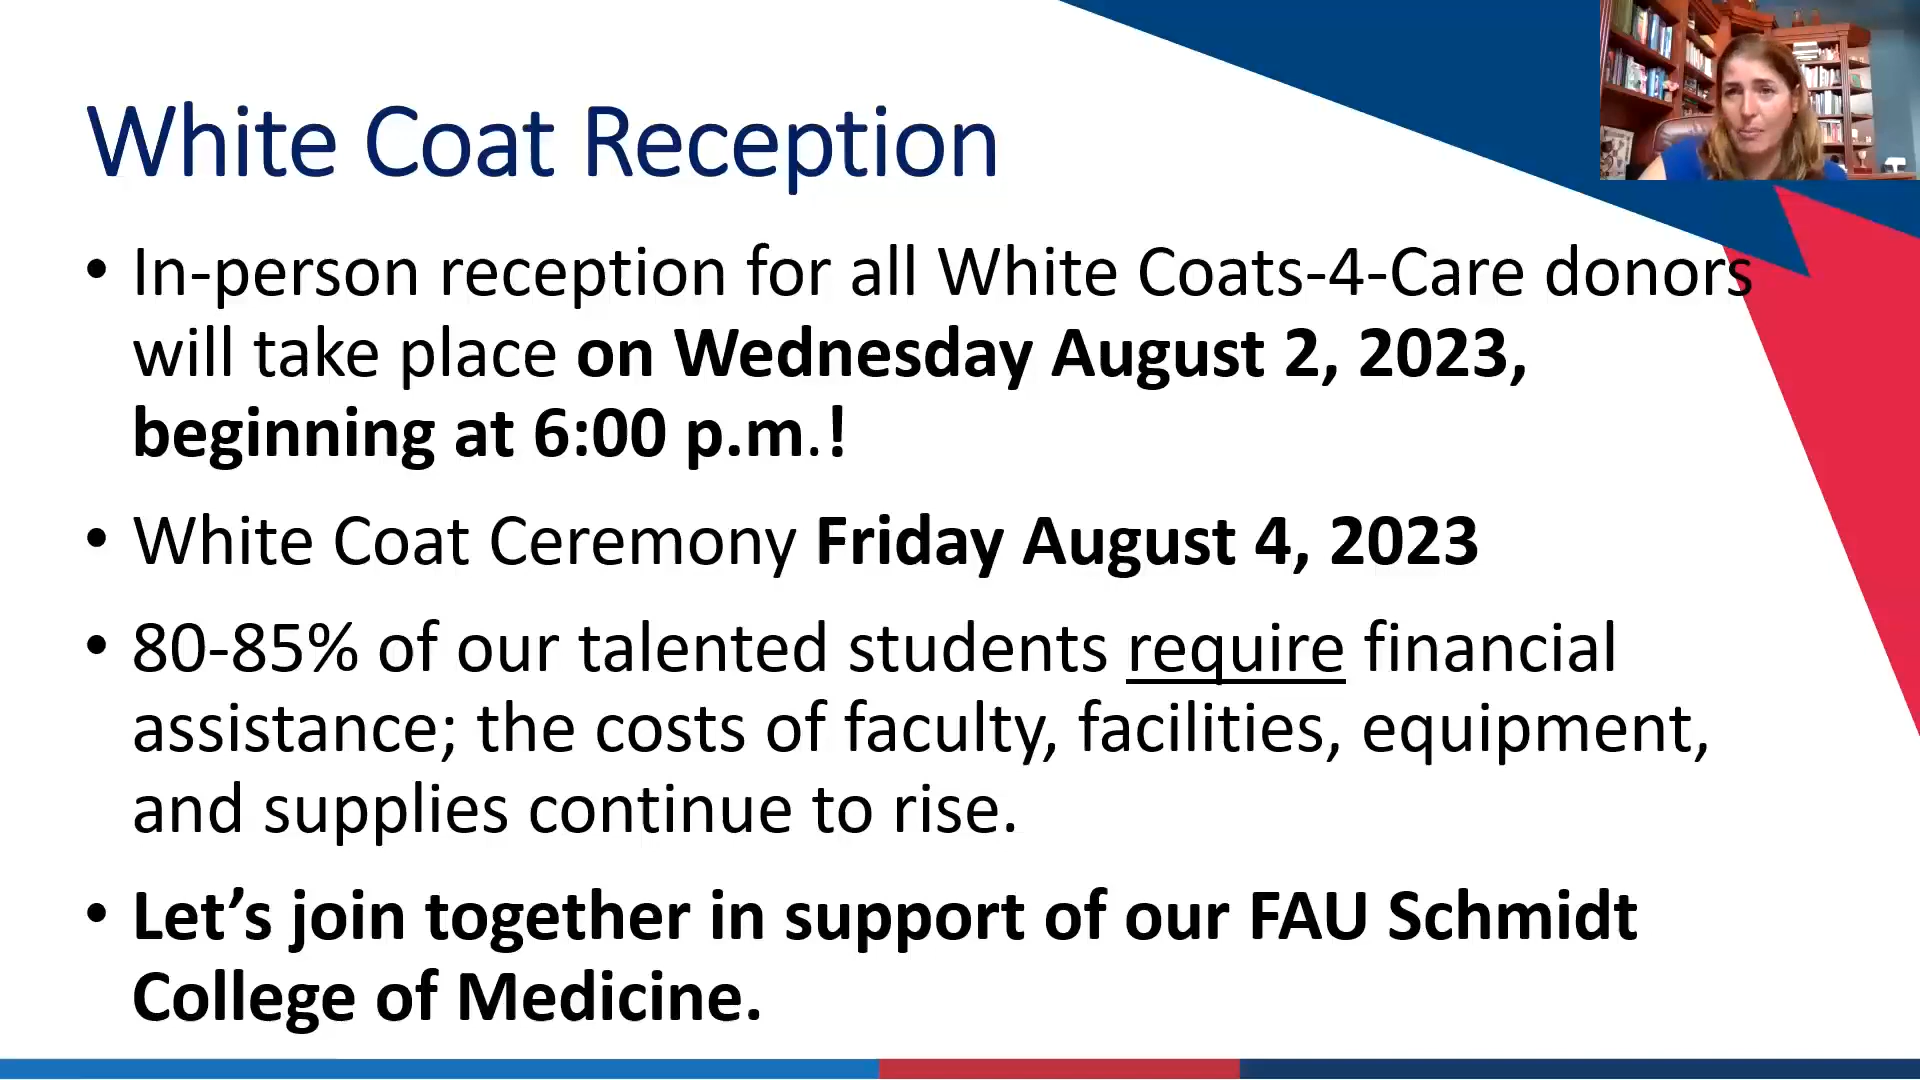 White Coat Reception
• In-person reception for all White Coats-4-Care donors
will take place on Wednesday August 2, 2023,
beginning at 6:00 p.m.!
• White Coat Ceremony Friday August 4, 2023
• 80-85% of our talented students require financial
assistance; the costs of faculty, facilities, equipment,
and supplies continue to rise.
• Let’s join together in support of our FAU Schmidt
College of Medicine.